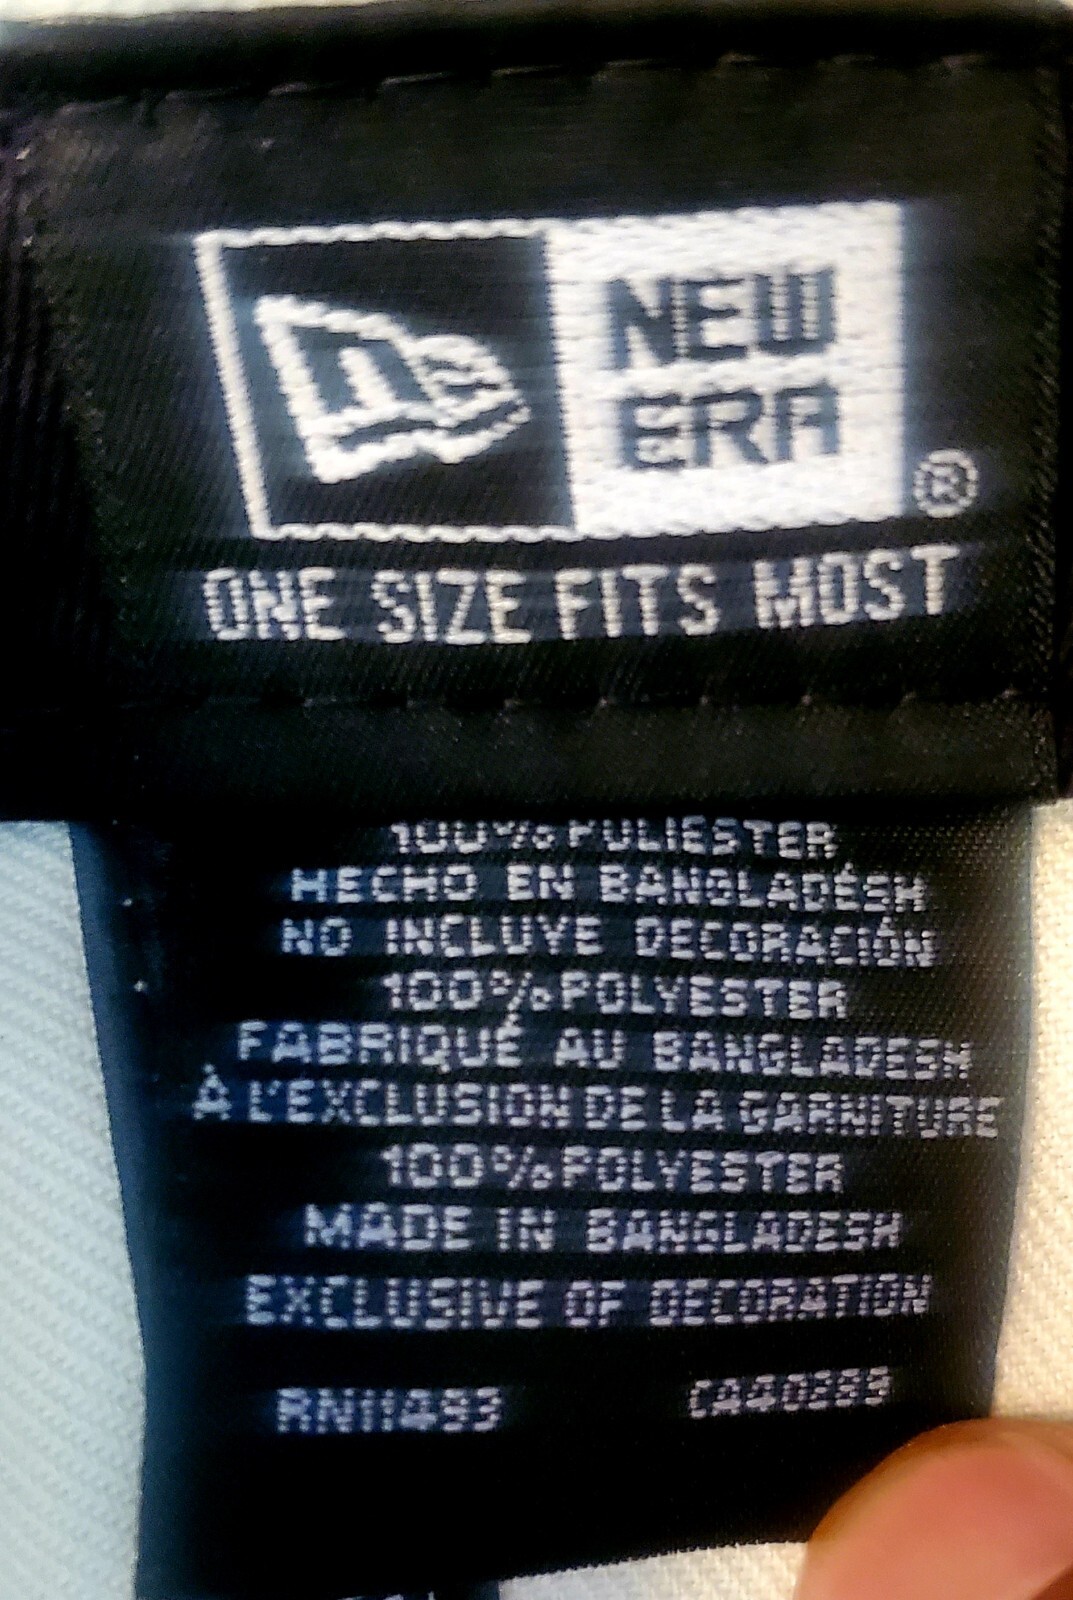 NEW
ERA
®
ONE SIZE FITS MOST
100% POLIESTER
HECHO EN BANGLADÉSH
NO INCLUYE DECORACIÓN
100% POLYESTER
FABRIQUÉ AU BANGLADESH
À L'EXCLUSION DE LA GARNITURE
100% POLYESTER
MADE IN BANGLADESH
EXCLUSIVE OF DECORATION
RN11493